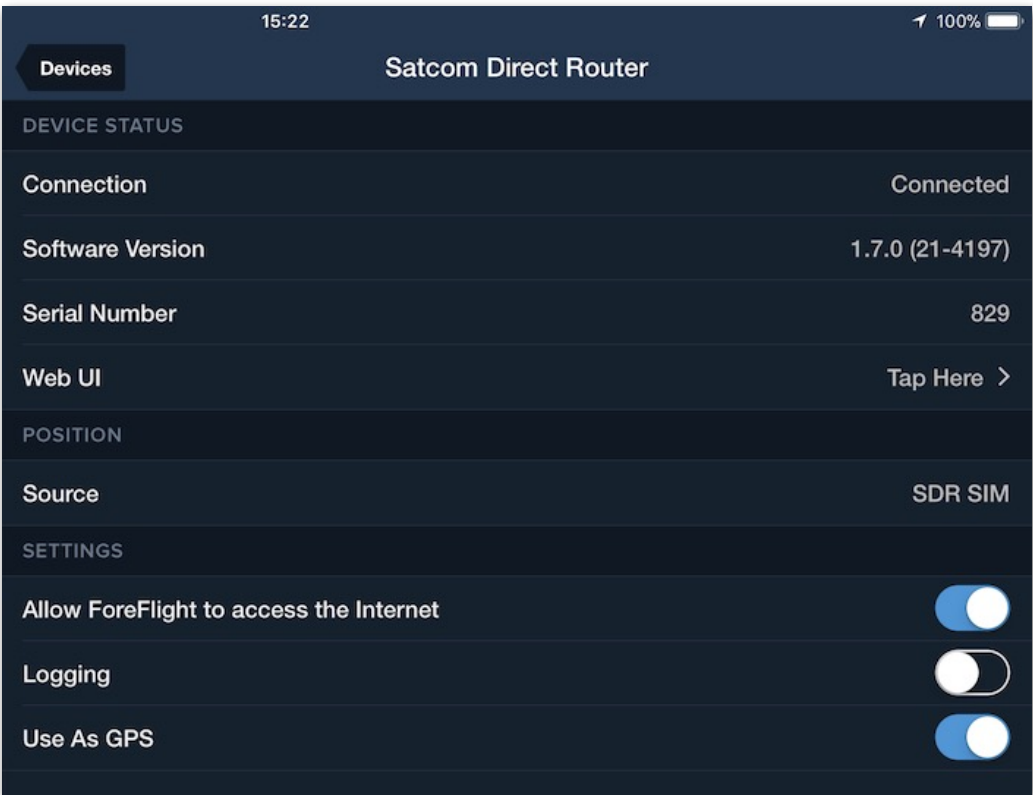 15:22
100%
Devices
Satcom Direct Router
DEVICE STATUS
Connection Connected
Software Version 1.7.0 (21-4197)
Serial Number 829
Web UI Tap Here >
POSITION
Source SDR SIM
SETTINGS
Allow ForeFlight to access the Internet
Logging
Use As GPS